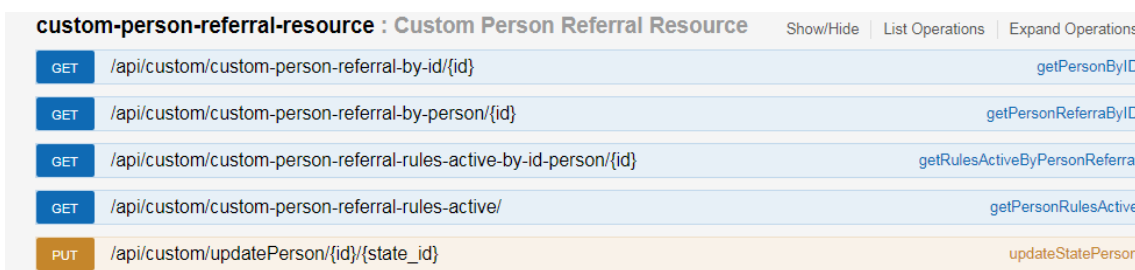 custom-person-referral-resource : Custom Person Referral Resource Show/Hide List Operations Expand Operations
GET /api/custom/custom-person-referral-by-id/{id} getPersonByID
GET /api/custom/custom-person-referral-by-person/{id} getPersonReferraByID
GET /api/custom/custom-person-referral-rules-active-by-id-person/{id} getRulesActiveByPersonReferra
GET /api/custom/custom-person-referral-rules-active/ getPersonRulesActive
PUT /api/custom/updatePerson/{id}/{state_id} updateStatePerson